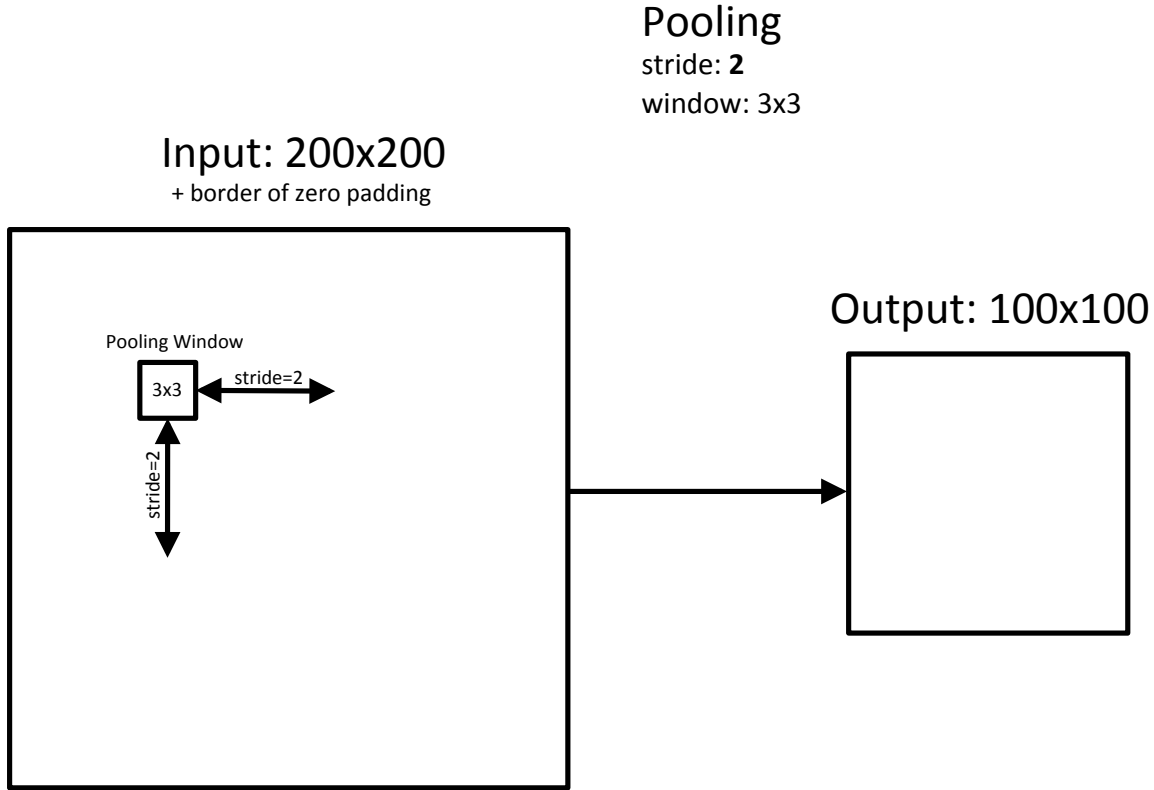 Pooling
stride: 2
window: 3x3
Input: 200x200
+ border of zero padding
Output: 100x100
Pooling Window
3x3
stride=2
stride=2